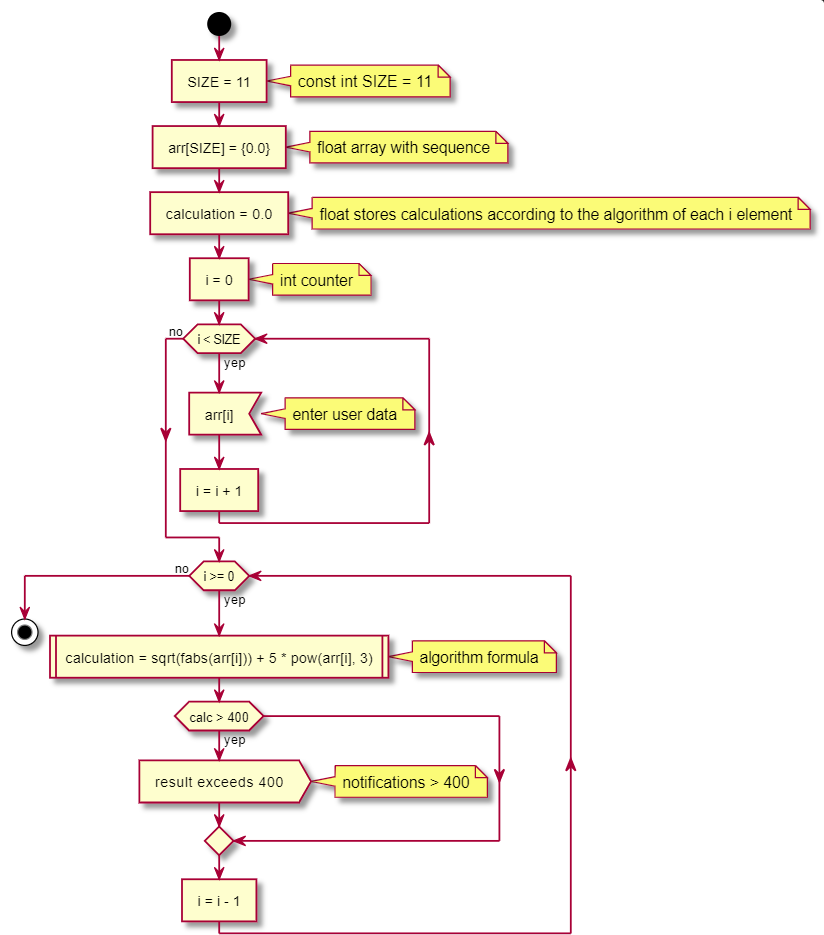 SIZE = 11
const int SIZE = 11
arr[SIZE] = {0.0}
float array with sequence
calculation = 0.0
float stores calculations according to the algorithm of each i element
i = 0
int counter
no
i < SIZE
yep
arr[i]
enter user data
i = i + 1
no
i >= 0
yep
calculation = sqrt(fabs(arr[i])) + 5 * pow(arr[i], 3)
algorithm formula
calc > 400
yep
result exceeds 400
notifications > 400
i = i - 1